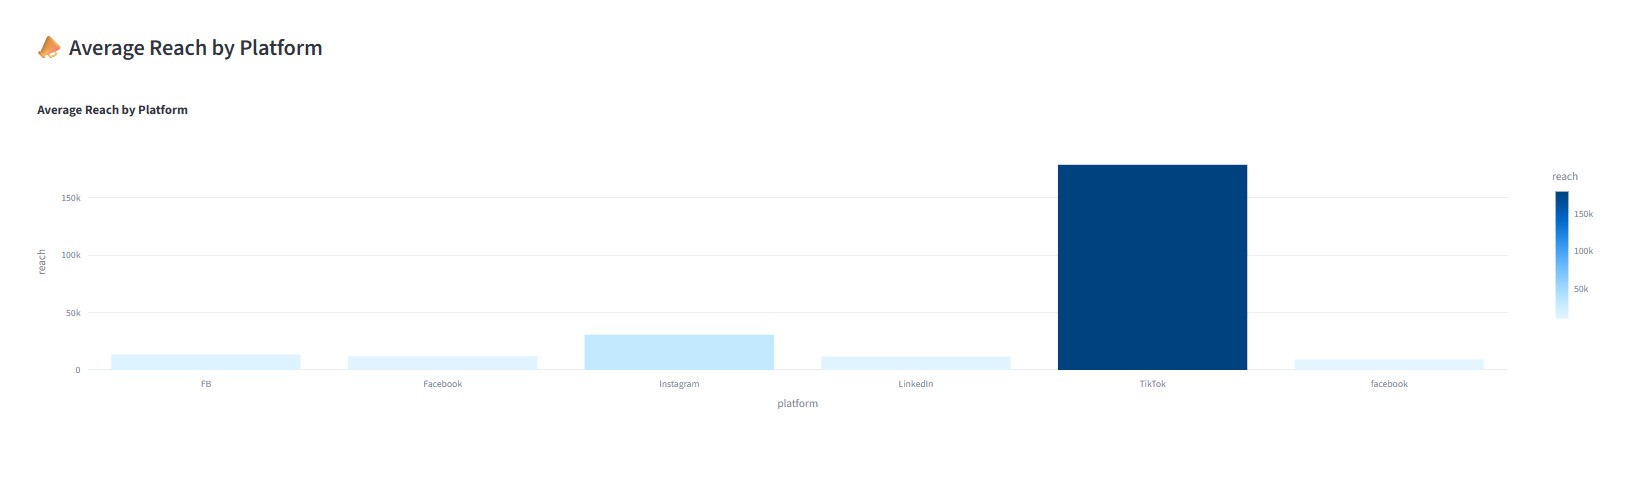 Average Reach by Platform
Average Reach by Platform
reach
150k
100k
50k
0
reach
FB
Facebook
Instagram
LinkedIn
TikTok
facebook
platform
150k
100k
50k